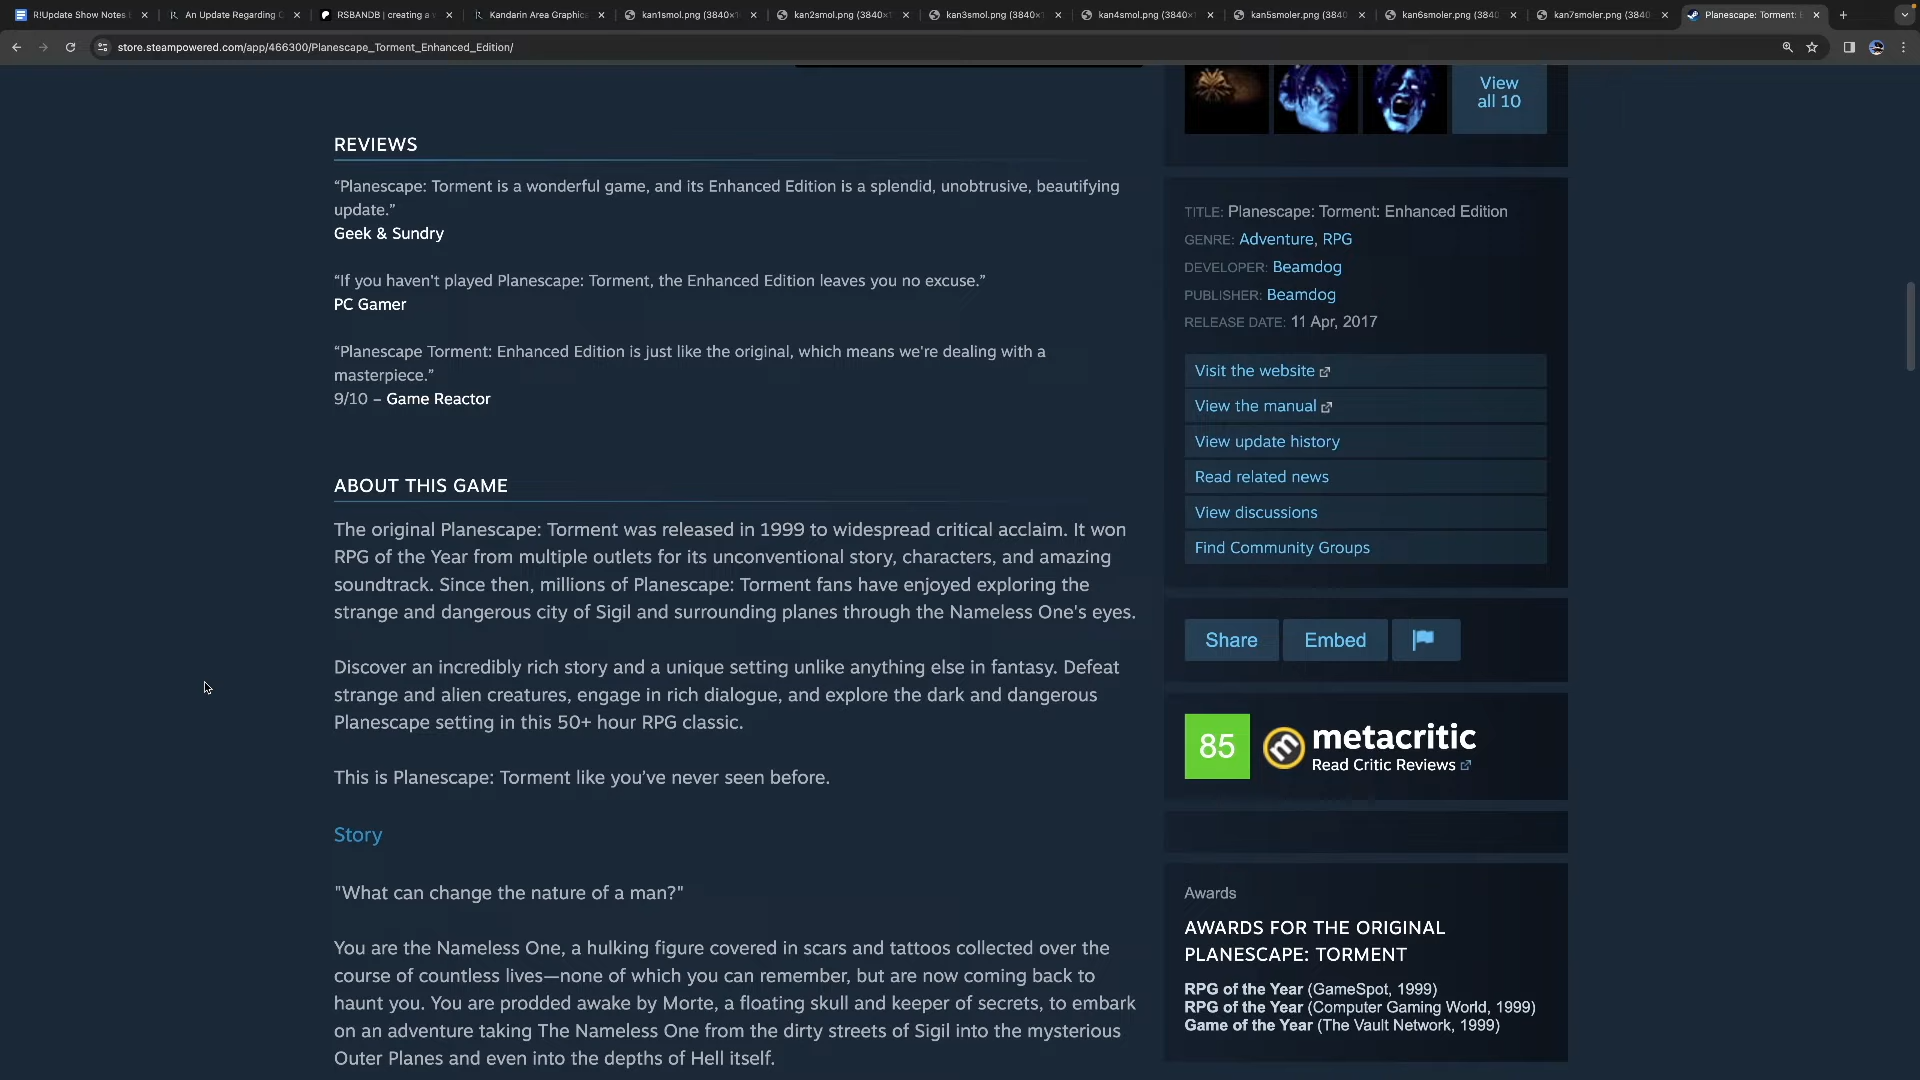 R!Update Show Notes
An Update Regarding
RSBANDB | creating a
Kandarin Area Graphica
kan1smol.png (3840×
kan2smol.png (3840×
kan3smol.png (3840×
kan4smol.png (3840×1
kan5smoler.png (3840
kan6smoler.png (3840
kan7smoler.png (3840
Planescape: Torment:
store.steampowered.com/app/466300/Planescape_Torment_Enhanced_Edition/
View
all 10
REVIEWS
“Planescape: Torment is a wonderful game, and its Enhanced Edition is a splendid, unobtrusive, beautifying
update.”
Geek & Sundry
“If you haven't played Planescape: Torment, the Enhanced Edition leaves you no excuse.”
PC Gamer
“Planescape Torment: Enhanced Edition is just like the original, which means we're dealing with a
masterpiece.”
9/10 – Game Reactor
ABOUT THIS GAME
The original Planescape: Torment was released in 1999 to widespread critical acclaim. It won
RPG of the Year from multiple outlets for its unconventional story, characters, and amazing
soundtrack. Since then, millions of Planescape: Torment fans have enjoyed exploring the
strange and dangerous city of Sigil and surrounding planes through the Nameless One's eyes.
Discover an incredibly rich story and a unique setting unlike anything else in fantasy. Defeat
strange and alien creatures, engage in rich dialogue, and explore the dark and dangerous
Planescape setting in this 50+ hour RPG classic.
This is Planescape: Torment like you’ve never seen before.
Story
"What can change the nature of a man?"
You are the Nameless One, a hulking figure covered in scars and tattoos collected over the
course of countless lives—none of which you can remember, but are now coming back to
haunt you. You are prodded awake by Morte, a floating skull and keeper of secrets, to embark
on an adventure taking The Nameless One from the dirty streets of Sigil into the mysterious
Outer Planes and even into the depths of Hell itself.
TITLE: Planescape: Torment: Enhanced Edition
GENRE: Adventure, RPG
DEVELOPER: Beamdog
PUBLISHER: Beamdog
RELEASE DATE: 11 Apr, 2017
Visit the website
View the manual
View update history
Read related news
View discussions
Find Community Groups
Share Embed
85 metacritic
Read Critic Reviews
Awards
AWARDS FOR THE ORIGINAL
PLANESCAPE: TORMENT
RPG of the Year (GameSpot, 1999)
RPG of the Year (Computer Gaming World, 1999)
Game of the Year (The Vault Network, 1999)